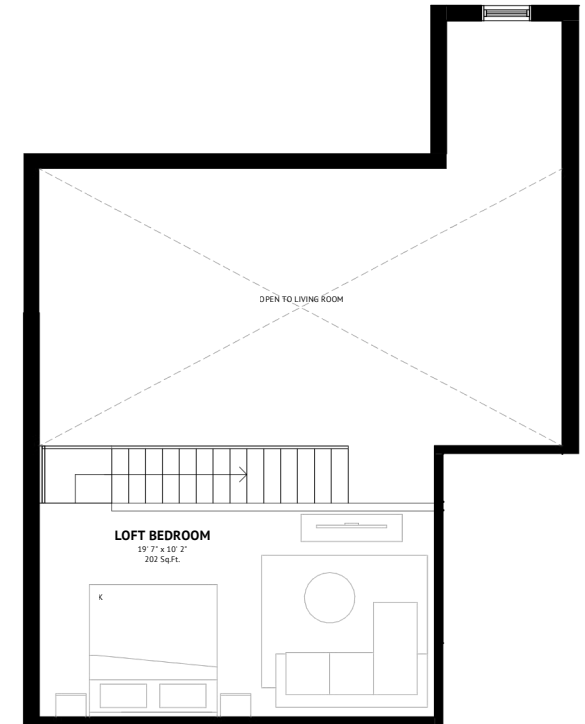 OPEN TO LIVING ROOM
LOFT BEDROOM
19' 7" x 10' 2"
202 Sq.Ft.
K